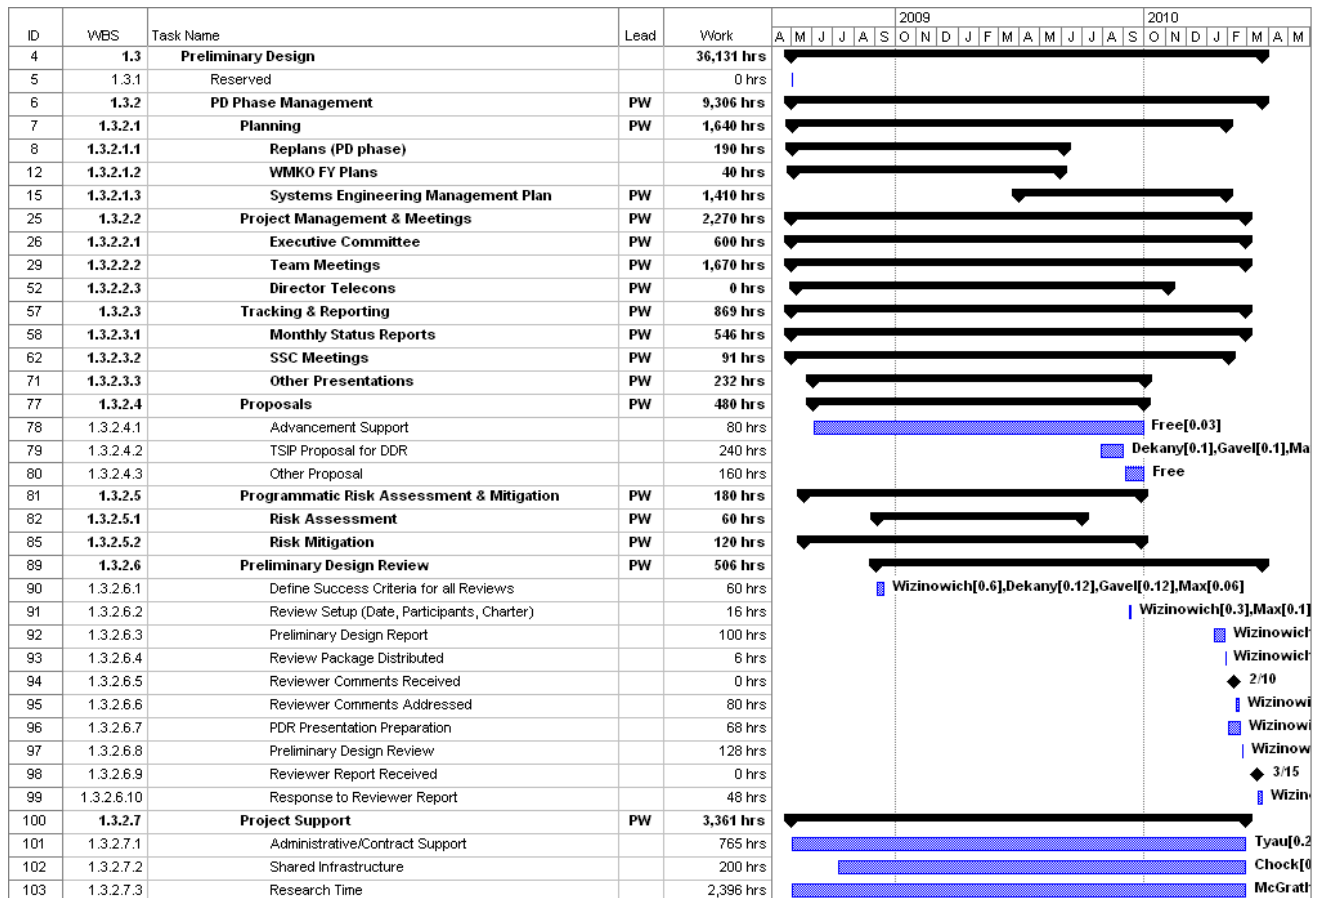 2009 2010
ID WBS Task Name Lead Work A M J J A S O N D J F M A M J J A S O N D J F M A M
4 1.3 Preliminary Design 36,131 hrs
5 1.3.1 Reserved 0 hrs
6 1.3.2 PD Phase Management PW 9,306 hrs
7 1.3.2.1 Planning PW 1,640 hrs
8 1.3.2.1.1 Replans (PD phase) 190 hrs
12 1.3.2.1.2 WMKO FY Plans 40 hrs
15 1.3.2.1.3 Systems Engineering Management Plan PW 1,410 hrs
25 1.3.2.2 Project Management & Meetings PW 2,270 hrs
26 1.3.2.2.1 Executive Committee PW 600 hrs
29 1.3.2.2.2 Team Meetings PW 1,670 hrs
52 1.3.2.2.3 Director Telecons PW 0 hrs
57 1.3.2.3 Tracking & Reporting PW 869 hrs
58 1.3.2.3.1 Monthly Status Reports PW 546 hrs
62 1.3.2.3.2 SSC Meetings PW 91 hrs
71 1.3.2.3.3 Other Presentations PW 232 hrs
77 1.3.2.4 Proposals PW 480 hrs
78 1.3.2.4.1 Advancement Support 80 hrs Free[0.03]
79 1.3.2.4.2 TSIP Proposal for DDR 240 hrs Dekany[0.1],Gavel[0.1],Ma
80 1.3.2.4.3 Other Proposal 160 hrs Free
81 1.3.2.5 Programmatic Risk Assessment & Mitigation PW 180 hrs
82 1.3.2.5.1 Risk Assessment PW 60 hrs
85 1.3.2.5.2 Risk Mitigation PW 120 hrs
89 1.3.2.6 Preliminary Design Review PW 506 hrs
90 1.3.2.6.1 Define Success Criteria for all Reviews 60 hrs Wizinowich[0.6],Dekany[0.12],Gavel[0.12],Max[0.06]
91 1.3.2.6.2 Review Setup (Date, Participants, Charter) 16 hrs Wizinowich[0.3],Max[0.1]
92 1.3.2.6.3 Preliminary Design Report 100 hrs Wizinowich
93 1.3.2.6.4 Review Package Distributed 6 hrs Wizinowich
94 1.3.2.6.5 Reviewer Comments Received 0 hrs 2/10
95 1.3.2.6.6 Reviewer Comments Addressed 80 hrs Wizinowi
96 1.3.2.6.7 PDR Presentation Preparation 68 hrs Wizinowi
97 1.3.2.6.8 Preliminary Design Review 128 hrs Wizinow
98 1.3.2.6.9 Reviewer Report Received 0 hrs 3/15
99 1.3.2.6.10 Response to Reviewer Report 48 hrs Wizin
100 1.3.2.7 Project Support PW 3,361 hrs
101 1.3.2.7.1 Administrative/Contract Support 765 hrs Tyau[0.2
102 1.3.2.7.2 Shared Infrastructure 200 hrs Chock[0
103 1.3.2.7.3 Research Time 2,396 hrs McGrath